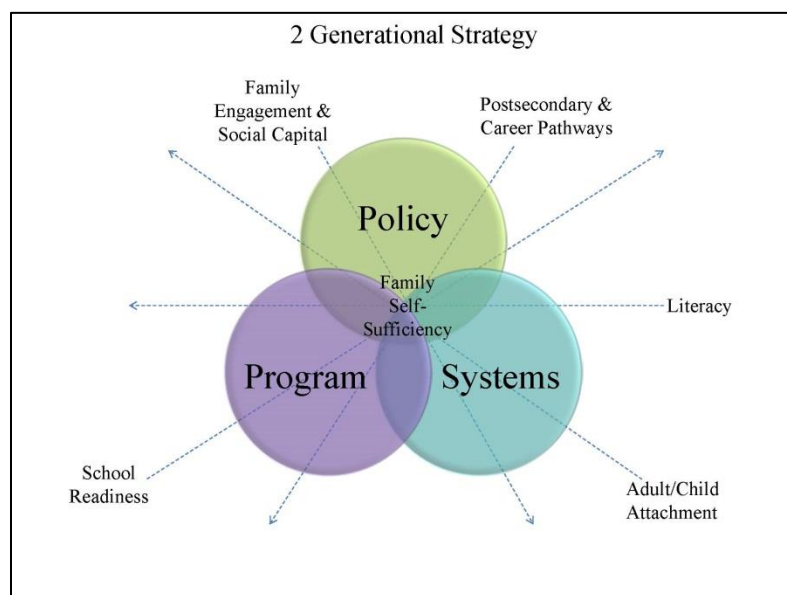 2 Generational Strategy
Family
Engagement &
Social Capital
Postsecondary &
Career Pathways
Policy
Family
Self-
Sufficiency
Literacy
Program
Systems
School
Readiness
Adult/Child
Attachment